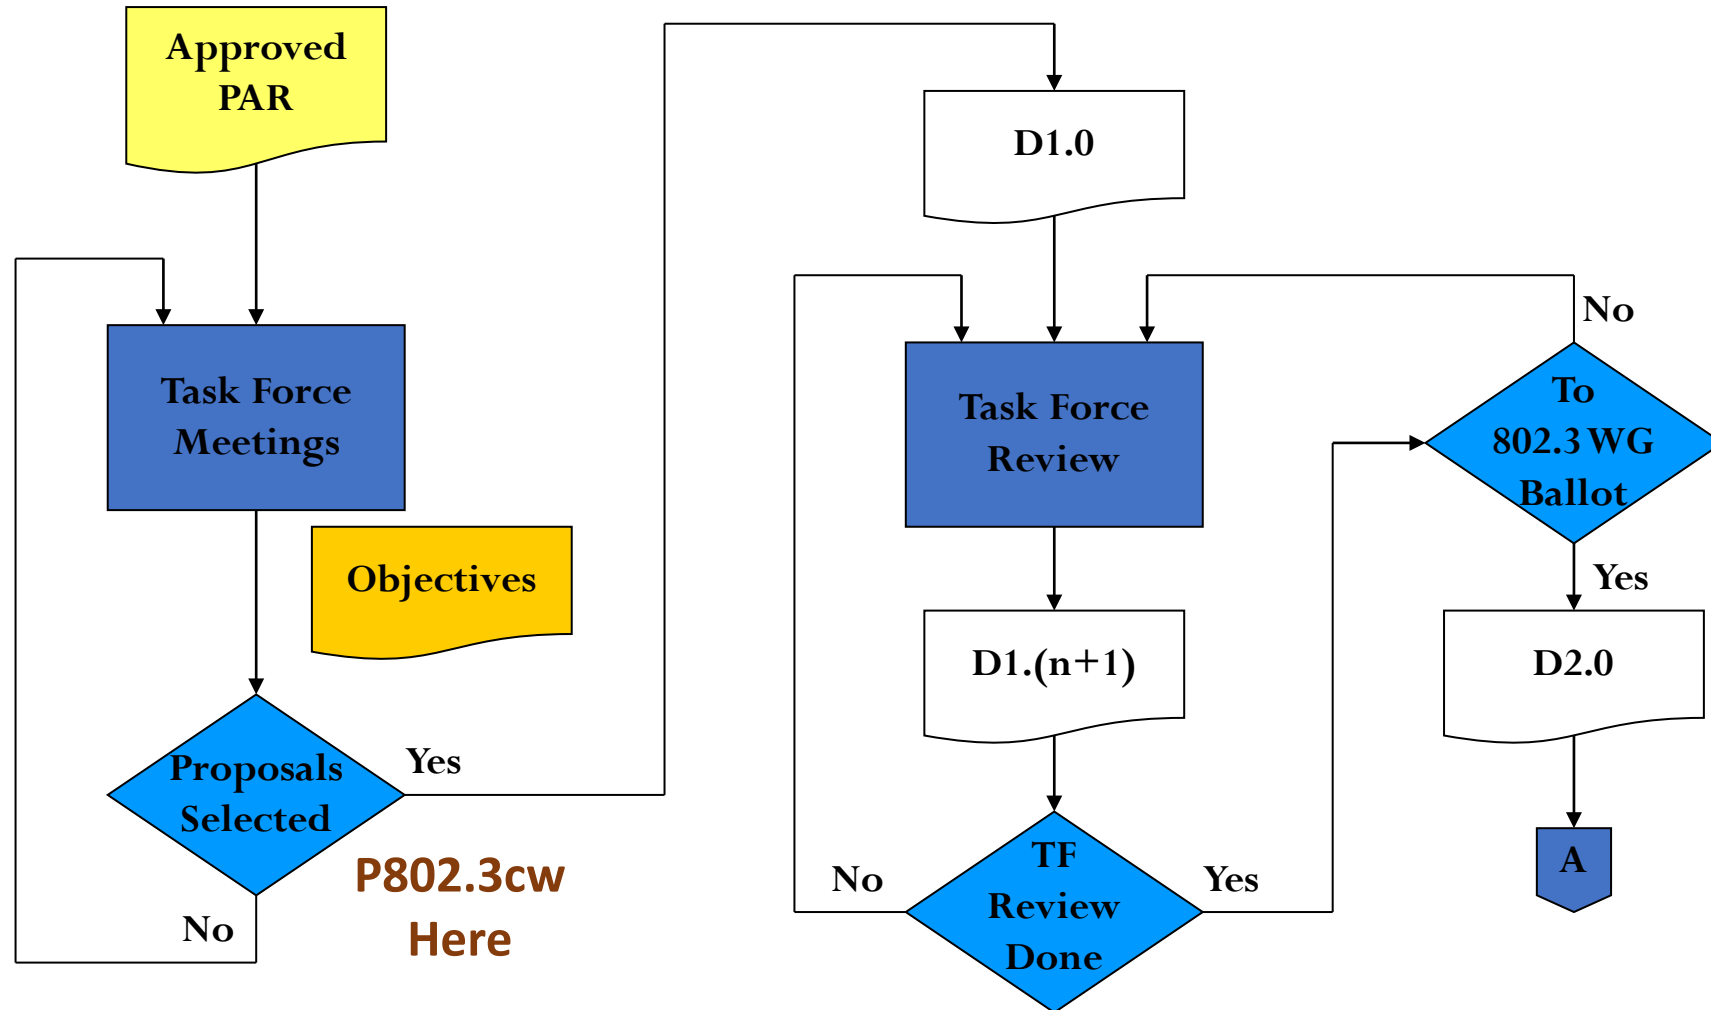 Approved
PAR
Task Force
Meetings
Objectives
Proposals
Selected
Yes
No
P802.3cw
Here
D1.0
Task Force
Review
D1.(n+1)
TF
Review
Done
No
Yes
To
802.3 WG
Ballot
No
Yes
D2.0
A